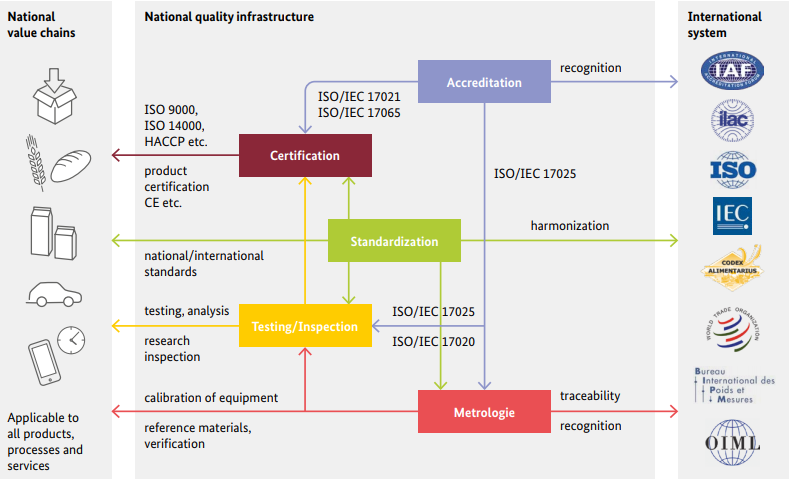 National
value chains
National quality infrastructure
International
system
Accreditation
recognition
ISO/IEC 17021
ISO/IEC 17065
ISO 9000,
ISO 14000,
HACCP etc.
Certification
product
certification
CE etc.
ISO/IEC 17025
Standardization
harmonization
national/international
standards
testing, analysis
Testing/Inspection
ISO/IEC 17025
ISO/IEC 17020
research
inspection
calibration of equipment
Metrologie
traceability
recognition
reference materials,
verification
Applicable to
all products,
processes and
services
INTERNATIONAL
IAF
ACCREDITATION FORUM
ilac
ISO
IEC
CODEX
ALIMENTARIUS
WORLD TRADE ORGANIZATION
Bureau
International des
Poids et
Mesures
OIML